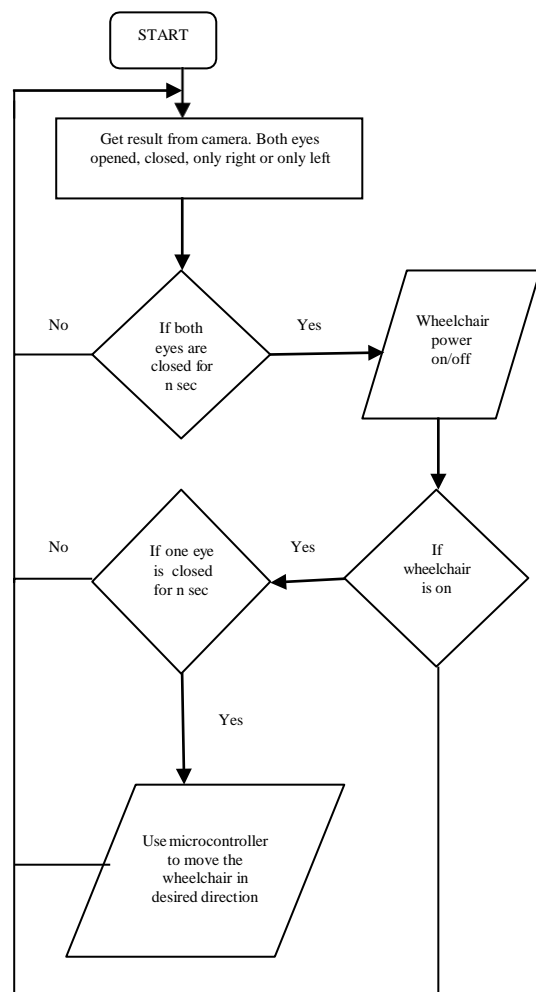 START
Get result from camera. Both eyes
opened, closed, only right or only left
No
If both
eyes are
closed for
n sec
Yes
Wheelchair
power
on/off
No
If one eye
is closed
for n sec
Yes
If
wheelchair
is on
Yes
Use microcontroller
to move the
wheelchair in
desired direction